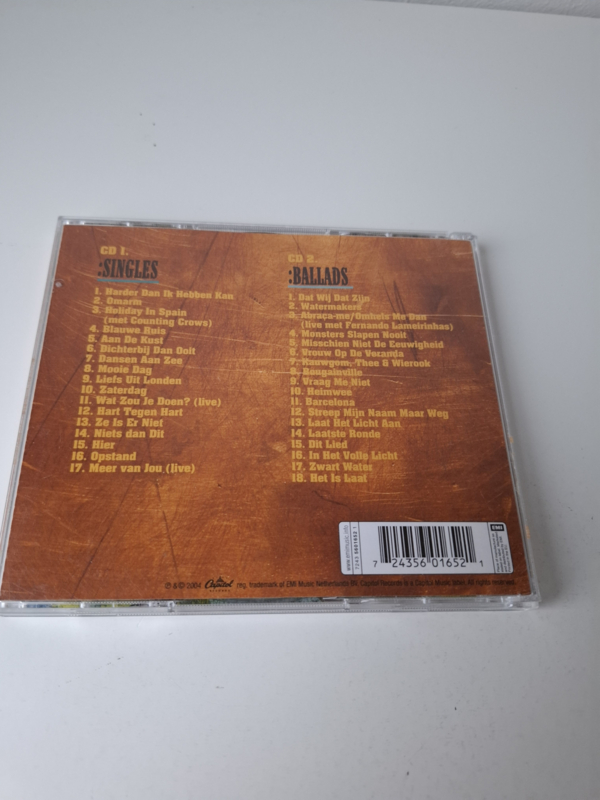 CD 1.
:SINGLES
1. Harder Dan Ik Hebben Kan
2. Omarm
3. Holiday In Spain
(met Counting Crows)
4. Blauwe Ruis
5. Aan De Kust
6. Dichterbij Dan Ooit
7. Dansen Aan Zee
8. Mooie Dag
9. Liefs Uit Londen
10. Zaterdag
11. Wat Zou Je Doen? (live)
12. Hart Tegen Hart
13. Ze Is Er Niet
14. Niets dan Dit
15. Hier
16. Opstand
17. Meer van Jou (live)
CD 2.
:BALLADS
1. Dat Wij Dat Zijn
2. Watermakers
3. Abraça-me/Omhels Me Dan
(live met Fernando Lameirinhas)
4. Monsters Slapen Nooit
5. Misschien Niet De Eeuwigheid
6. Vrouw Op De Veranda
7. Kauwgom, Thee & Wierook
8. Bougainville
9. Vraag Me Niet
10. Heimwee
11. Barcelona
12. Streep Mijn Naam Maar Weg
13. Laat Het Licht Aan
14. Laatste Ronde
15. Dit Lied
16. In Het Volle Licht
17. Zwart Water
18. Het Is Laat
EMI
7 24356 01652 1
2004 Capitol reg. trademark